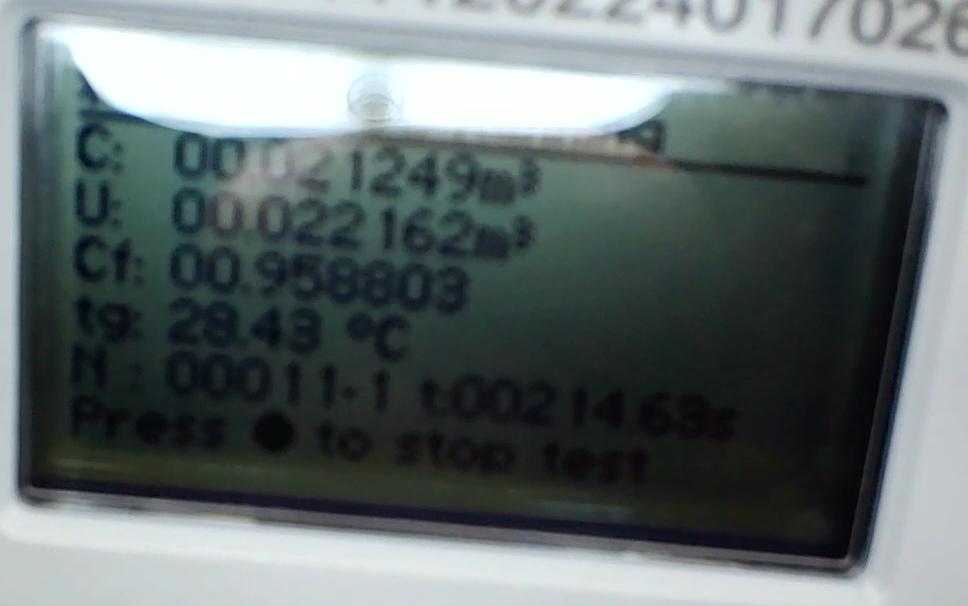 C: 00.021249m³
U: 00.022162m³
Cf: 00.958803
tg: 28.43 °C
N : 00011-1 t:00214.63s
Press ● to stop test